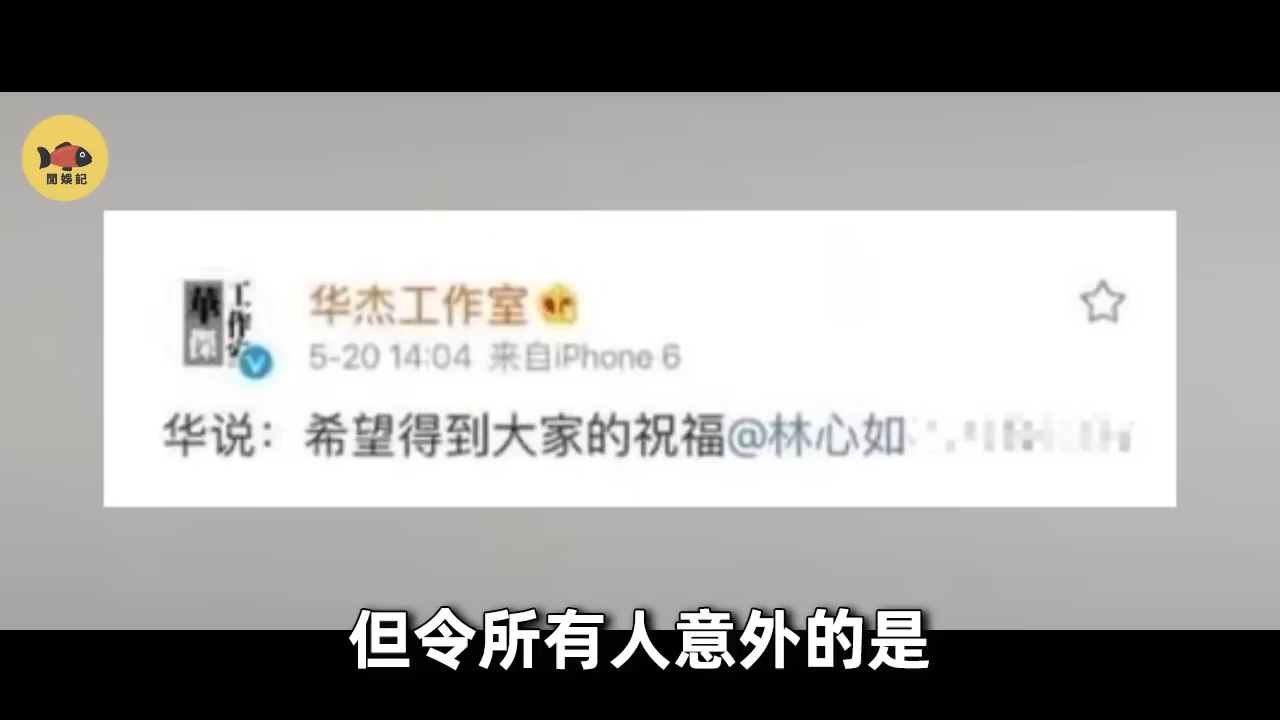 聞娛記
華
工作室
华杰工作室
5-20 14:04 来自iPhone 6
华说：希望得到大家的祝福@林心如
但令所有人意外的是